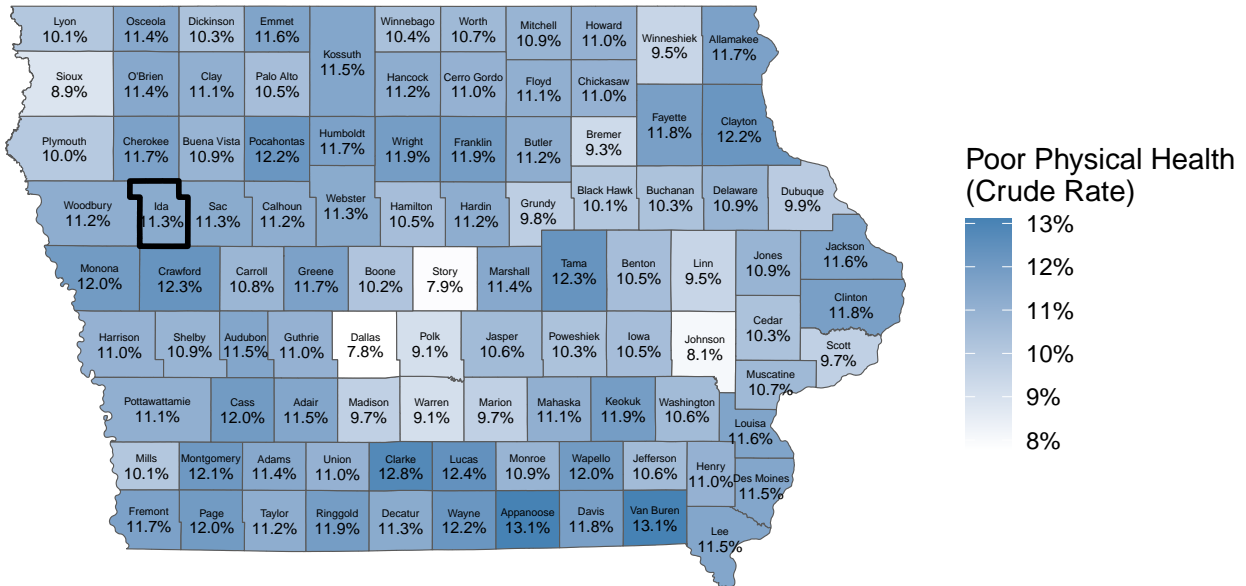 Lyon
10.1%
Osceola
11.4%
Dickinson
10.3%
Emmet
11.6%
Kossuth
11.5%
Winnebago
10.4%
Worth
10.7%
Mitchell
10.9%
Howard
11.0%
Winneshiek
9.5%
Allamakee
11.7%
Sioux
8.9%
O'Brien
11.4%
Clay
11.1%
Palo Alto
10.5%
Hancock
11.2%
Cerro Gordo
11.0%
Floyd
11.1%
Chickasaw
11.0%
Fayette
11.8%
Clayton
12.2%
Plymouth
10.0%
Cherokee
11.7%
Buena Vista
10.9%
Pocahontas
12.2%
Humboldt
11.7%
Wright
11.9%
Franklin
11.9%
Butler
11.2%
Bremer
9.3%
Woodbury
11.2%
Ida
11.3%
Sac
11.3%
Calhoun
11.2%
Webster
11.3%
Hamilton
10.5%
Hardin
11.2%
Grundy
9.8%
Black Hawk
10.1%
Buchanan
10.3%
Delaware
10.9%
Dubuque
9.9%
Monona
12.0%
Crawford
12.3%
Carroll
10.8%
Greene
11.7%
Boone
10.2%
Story
7.9%
Marshall
11.4%
Tama
12.3%
Benton
10.5%
Linn
9.5%
Jones
10.9%
Jackson
11.6%
Clinton
11.8%
Harrison
11.0%
Shelby
10.9%
Audubon
11.5%
Guthrie
11.0%
Dallas
7.8%
Polk
9.1%
Jasper
10.6%
Poweshiek
10.3%
Iowa
10.5%
Johnson
8.1%
Cedar
10.3%
Scott
9.7%
Muscatine
10.7%
Pottawattamie
11.1%
Cass
12.0%
Adair
11.5%
Madison
9.7%
Warren
9.1%
Marion
9.7%
Mahaska
11.1%
Keokuk
11.9%
Washington
10.6%
Louisa
11.6%
Mills
10.1%
Montgomery
12.1%
Adams
11.4%
Union
11.0%
Clarke
12.8%
Lucas
12.4%
Monroe
10.9%
Wapello
12.0%
Jefferson
10.6%
Henry
11.0%
Des Moines
11.5%
Fremont
11.7%
Page
12.0%
Taylor
11.2%
Ringgold
11.9%
Decatur
11.3%
Wayne
12.2%
Appanoose
13.1%
Davis
11.8%
Van Buren
13.1%
Lee
11.5%
Poor Physical Health
(Crude Rate)
13%
12%
11%
10%
9%
8%